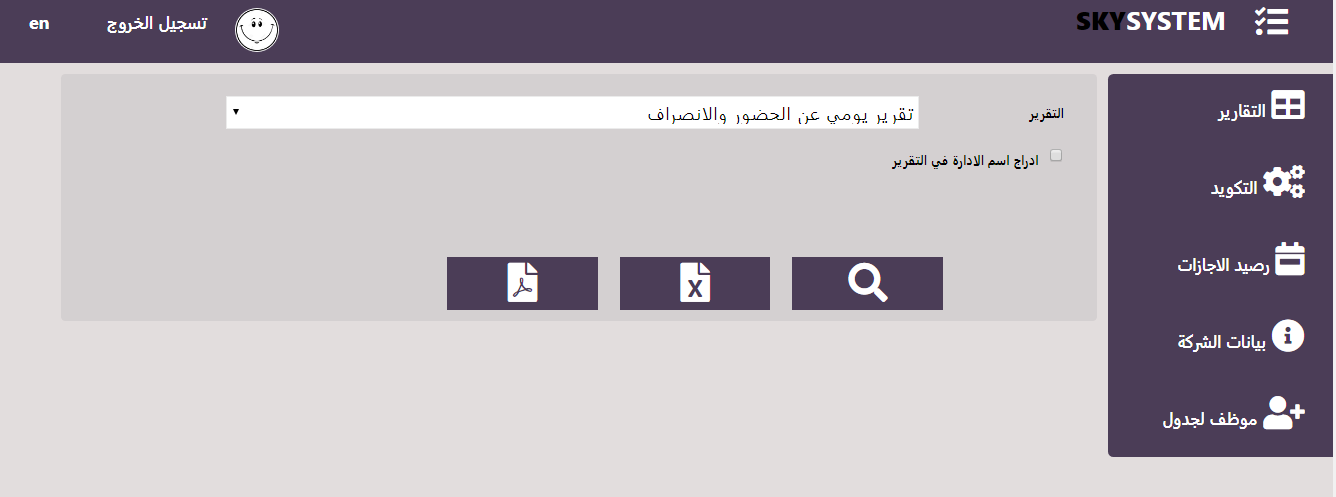 SKYSYSTEM
تسجيل الخروج
en
التقارير
التكويد
رصيد الاجازات
بيانات الشركة
موظف لجدول
التقرير
تقرير يومي عن الحضور والانصراف
ادراج اسم الادارة في التقرير